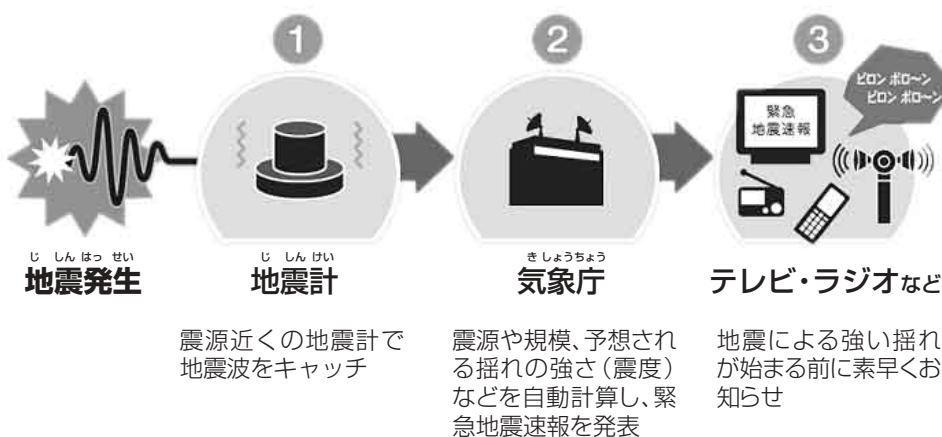 1
2
3
ピロン ポロ〜ン
ピロン ポロ〜ン
緊急
地震速報
じ しん はっ せい
地震発生
じ しん けい
地震計
き しょうちょう
気象庁
テレビ・ラジオなど
震源近くの地震計で
地震波をキャッチ
震源や規模、予想され
る揺れの強さ(震度)
などを自動計算し、緊
急地震速報を発表
地震による強い揺れ
が始まる前に素早くお
知らせ